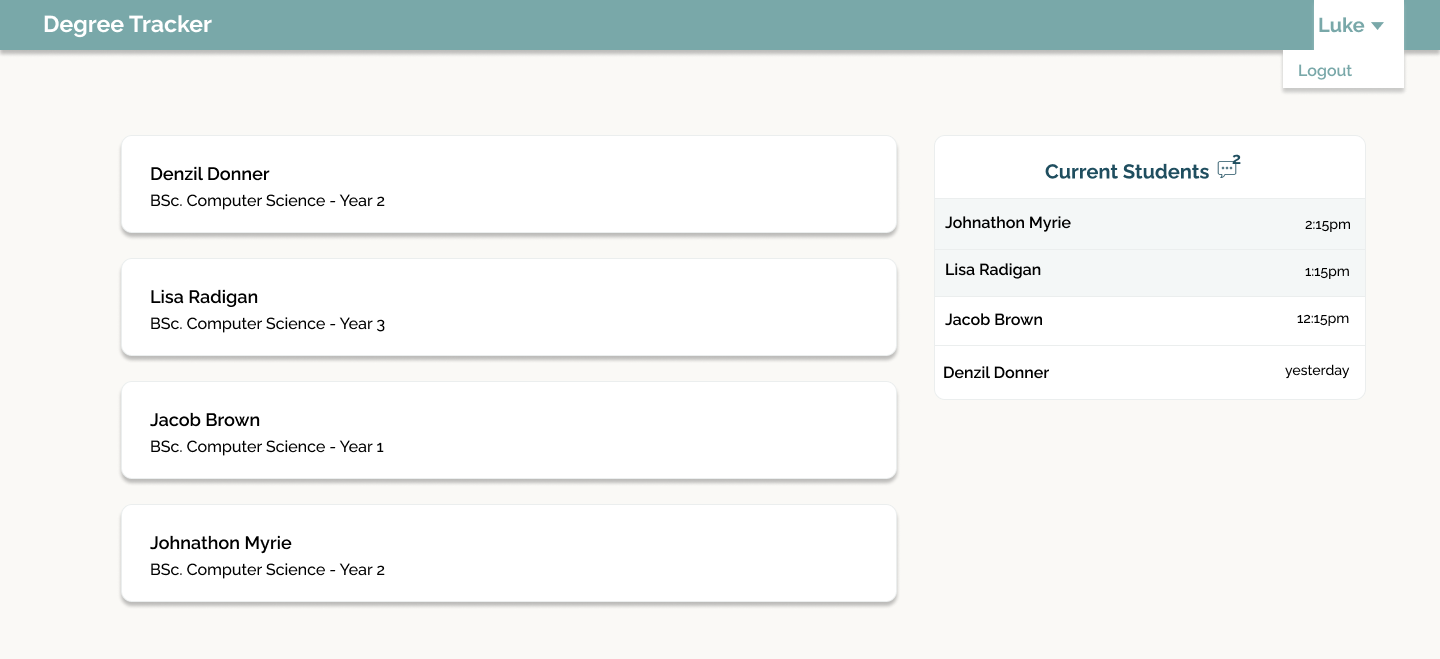 Degree Tracker
Luke
Logout
Denzil Donner
BSc. Computer Science - Year 2
Lisa Radigan
BSc. Computer Science - Year 3
Jacob Brown
BSc. Computer Science - Year 1
Johnathon Myrie
BSc. Computer Science - Year 2
Current Students 2
Johnathon Myrie 2:15pm
Lisa Radigan 1:15pm
Jacob Brown 12:15pm
Denzil Donner yesterday